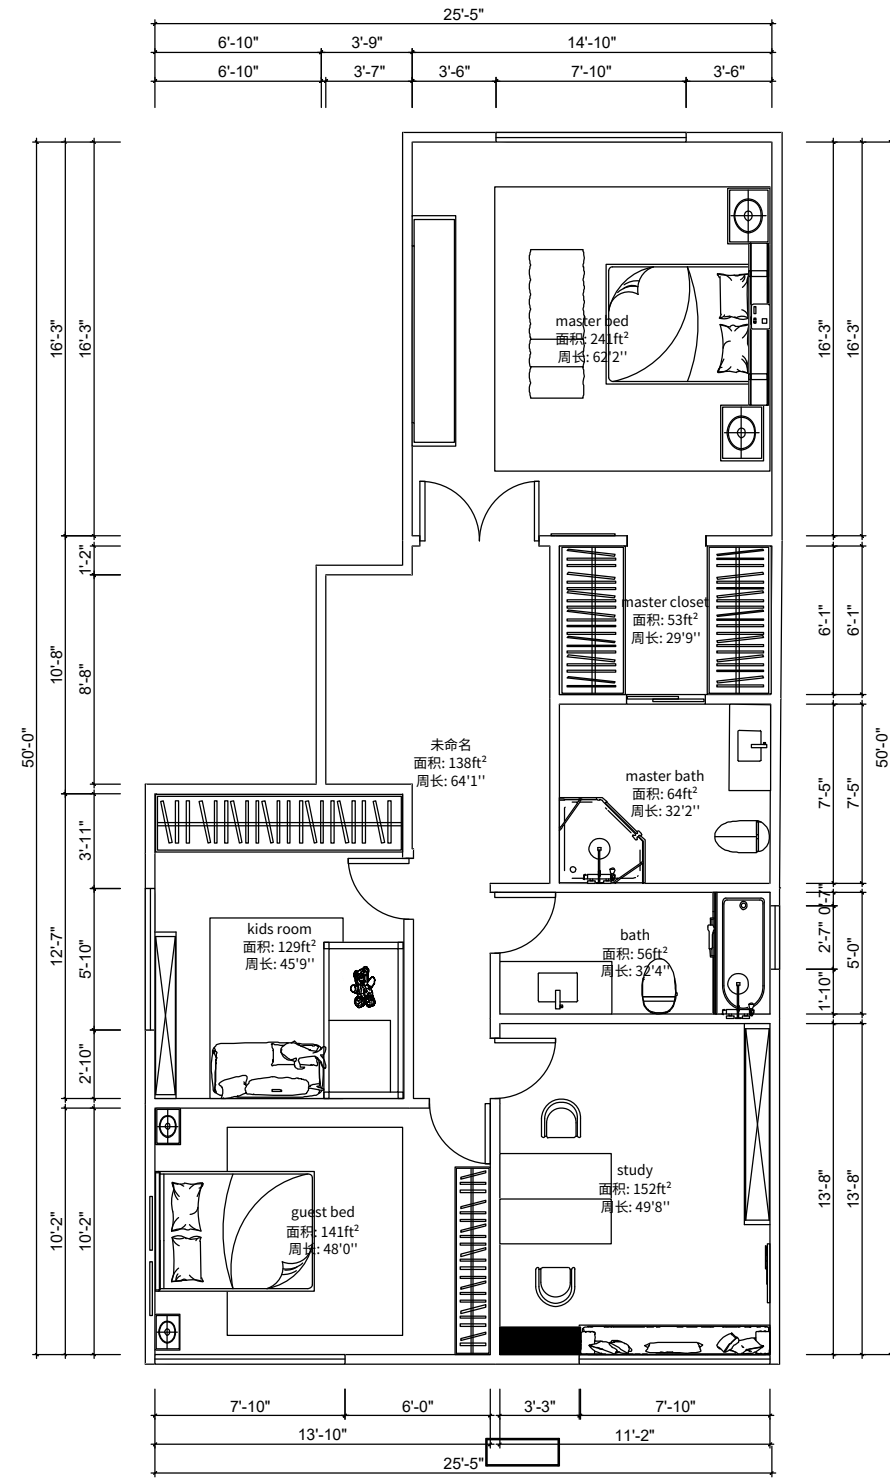 25'-5"
6'-10" 3'-9" 14'-10"
6'-10" 3'-7" 3'-6" 7'-10" 3'-6"
16'-3" 16'-3" 16'-3" 16'-3"
master bed
面积: 241ft²
周长: 62'2''
1'-2"
master closet
面积: 53ft²
周长: 29'9''
6'-1" 6'-1"
10'-8" 8'-8"
50'-0" 50'-0"
未命名
面积: 138ft²
周长: 64'1''
master bath
面积: 64ft²
周长: 32'2''
7'-5" 7'-5"
3'-11"
kids room
面积: 129ft²
周长: 45'9''
bath
面积: 56ft²
周长: 32'4''
0'-7"
2'-7"
1'-10"
5'-0"
12'-7" 5'-10"
2'-10"
study
面积: 152ft²
周长: 49'8''
13'-8" 13'-8"
guest bed
面积: 141ft²
周长: 48'0''
10'-2" 10'-2"
7'-10" 6'-0" 3'-3" 7'-10"
13'-10" 11'-2"
25'-5"